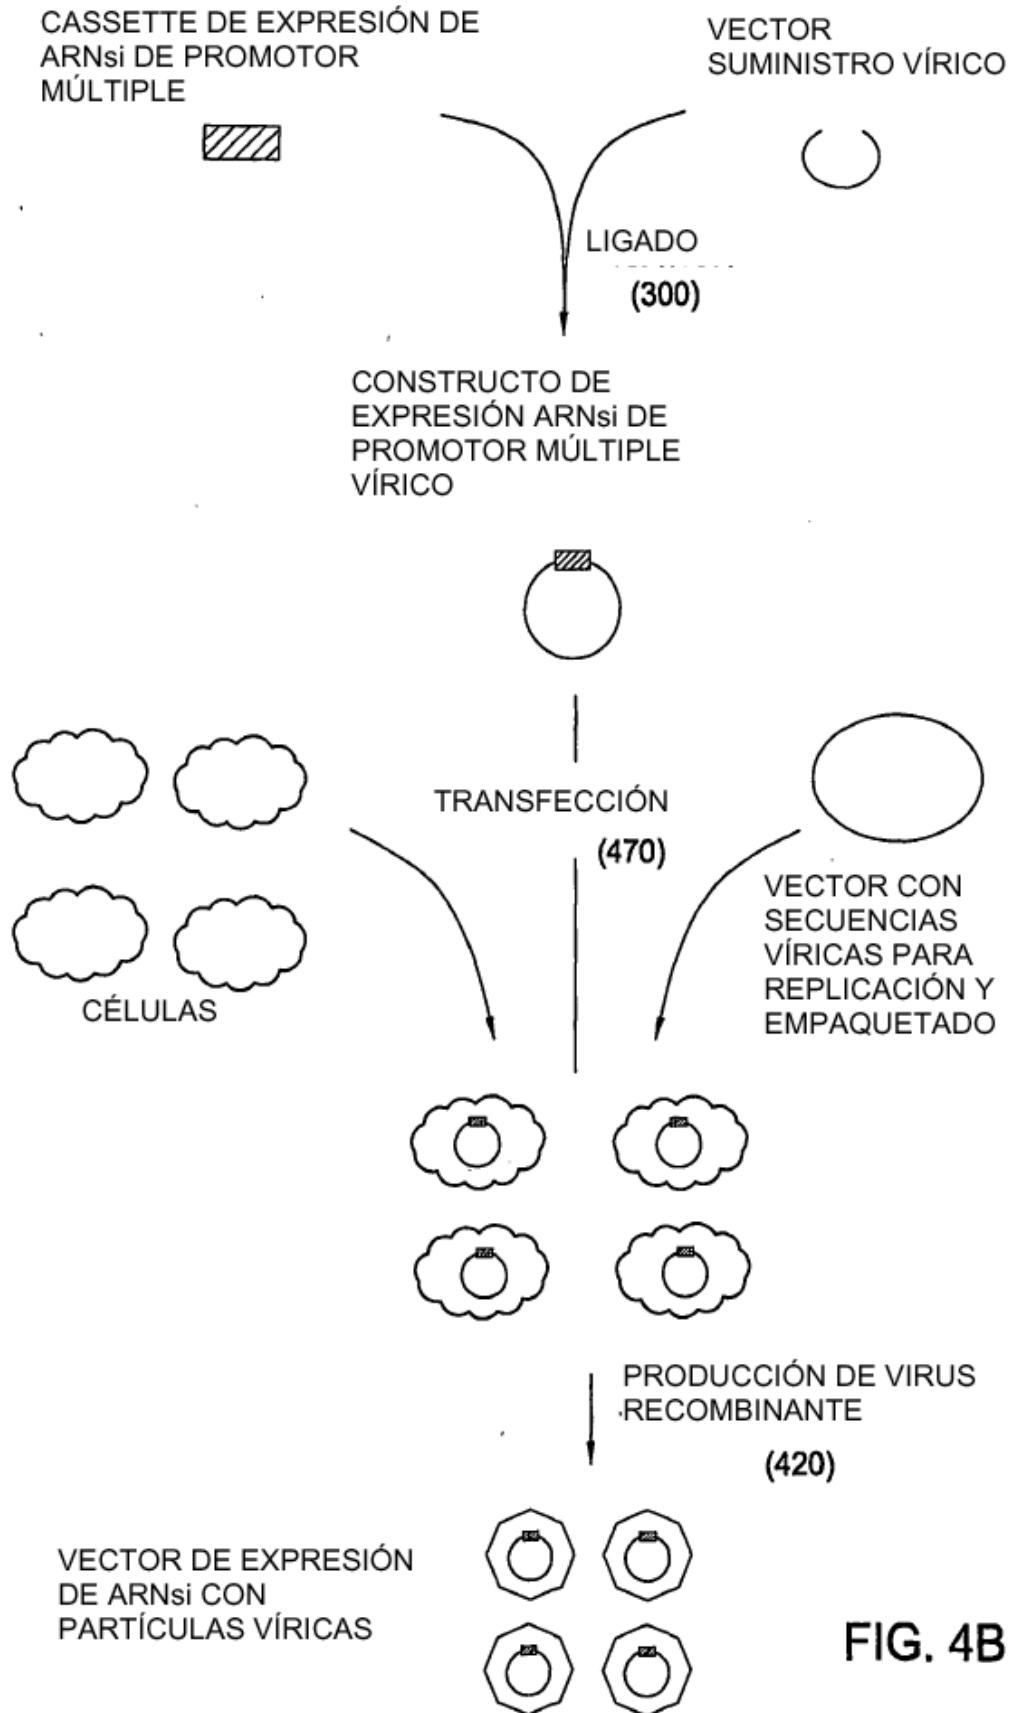 CASSETTE DE EXPRESIÓN DE
ARNsi DE PROMOTOR
MÚLTIPLE
VECTOR
SUMINISTRO VÍRICO
LIGADO
(300)
CONSTRUCTO DE
EXPRESIÓN ARNsi DE
PROMOTOR MÚLTIPLE
VÍRICO
TRANSFECCIÓN
(470)
CÉLULAS
VECTOR CON
SECUENCIAS
VÍRICAS PARA
REPLICACIÓN Y
EMPAQUETADO
PRODUCCIÓN DE VIRUS
RECOMBINANTE
(420)
VECTOR DE EXPRESIÓN
DE ARNsi CON
PARTÍCULAS VÍRICAS
FIG. 4B